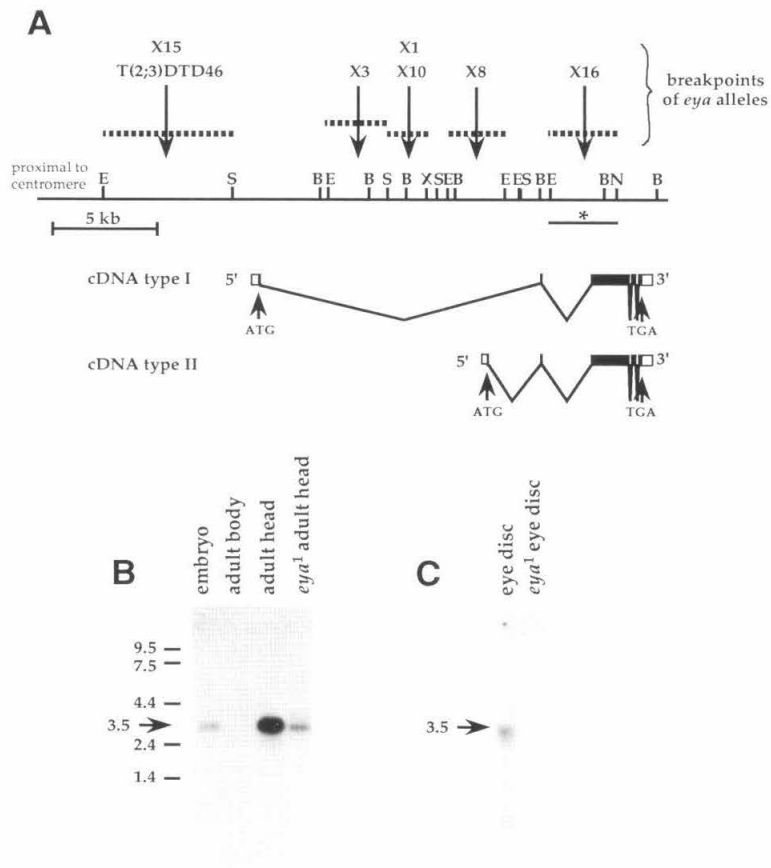 A
X15
T(2;3)DTD46
X3
X1
X10
X8
X16
breakpoints
of eya alleles
proximal to
centromere
E S B E B S B X S E B E E S B E B N B
5 kb
*
cDNA type I 5' 3'
ATG TGA
cDNA type II 5' 3'
ATG TGA
B
embryo
adult body
adult head
eya¹ adult head
9.5
7.5
4.4
3.5
2.4
1.4
C
eye disc
eya¹ eye disc
3.5